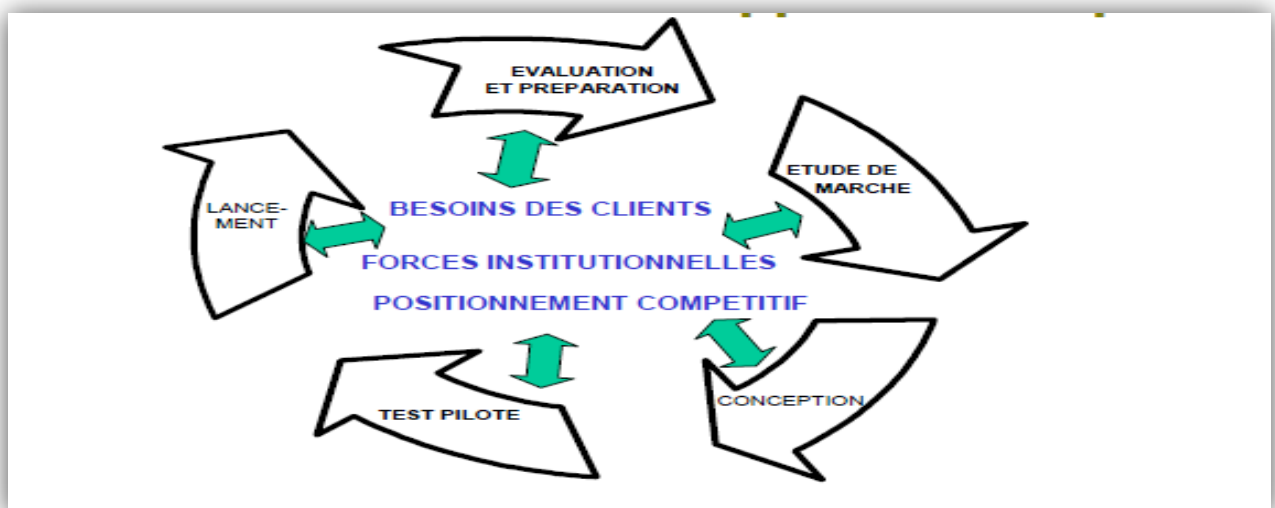 EVALUATION
ET PREPARATION
ETUDE DE
MARCHE
LANCE-
MENT
BESOINS DES CLIENTS
FORCES INSTITUTIONNELLES
POSITIONNEMENT COMPETITIF
CONCEPTION
TEST PILOTE